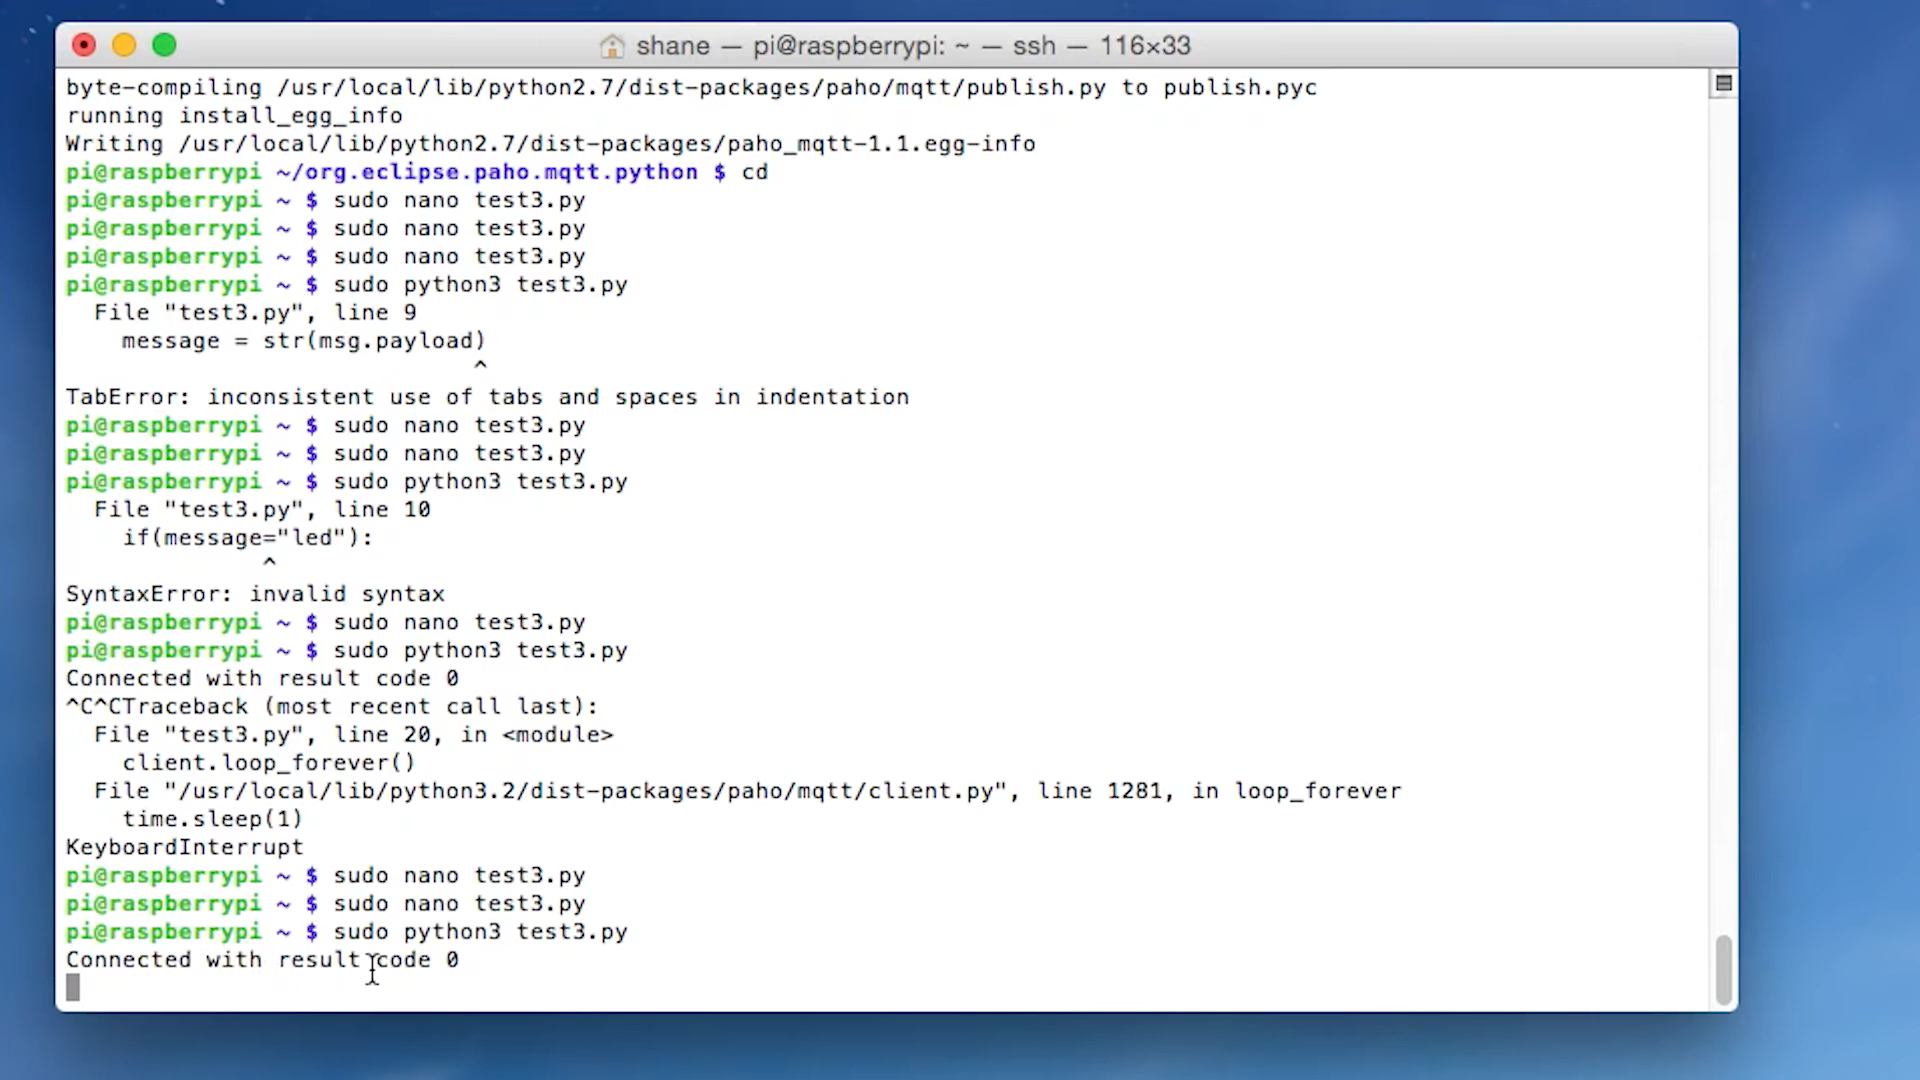 shane — pi@raspberrypi: ~ — ssh — 116×33
byte-compiling /usr/local/lib/python2.7/dist-packages/paho/mqtt/publish.py to publish.pyc
running install_egg_info
Writing /usr/local/lib/python2.7/dist-packages/paho_mqtt-1.1.egg-info
pi@raspberrypi ~/org.eclipse.paho.mqtt.python $ cd
pi@raspberrypi ~ $ sudo nano test3.py
pi@raspberrypi ~ $ sudo nano test3.py
pi@raspberrypi ~ $ sudo nano test3.py
pi@raspberrypi ~ $ sudo python3 test3.py
  File "test3.py", line 9
    message = str(msg.payload)
                             ^
TabError: inconsistent use of tabs and spaces in indentation
pi@raspberrypi ~ $ sudo nano test3.py
pi@raspberrypi ~ $ sudo nano test3.py
pi@raspberrypi ~ $ sudo python3 test3.py
  File "test3.py", line 10
    if(message="led"):
              ^
SyntaxError: invalid syntax
pi@raspberrypi ~ $ sudo nano test3.py
pi@raspberrypi ~ $ sudo python3 test3.py
Connected with result code 0
^C^CTraceback (most recent call last):
  File "test3.py", line 20, in <module>
    client.loop_forever()
  File "/usr/local/lib/python3.2/dist-packages/paho/mqtt/client.py", line 1281, in loop_forever
    time.sleep(1)
KeyboardInterrupt
pi@raspberrypi ~ $ sudo nano test3.py
pi@raspberrypi ~ $ sudo nano test3.py
pi@raspberrypi ~ $ sudo python3 test3.py
Connected with result code 0